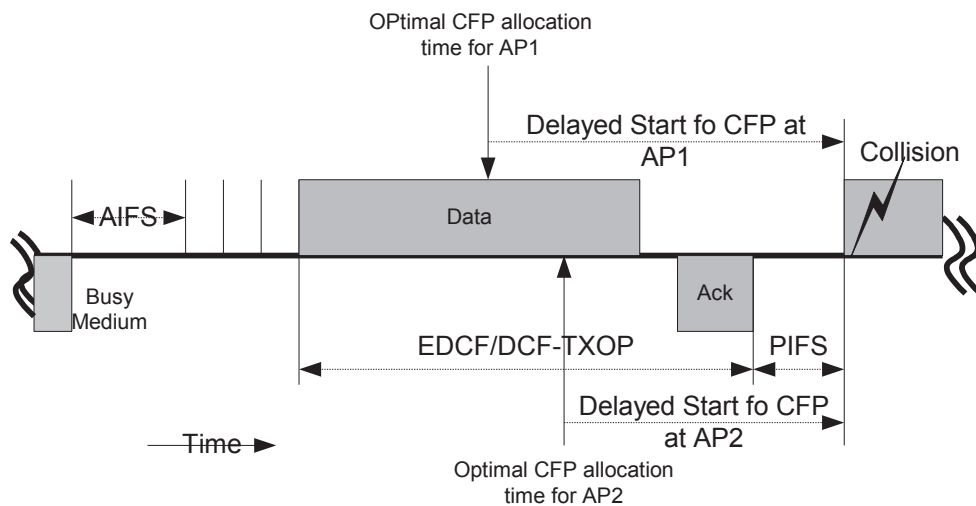 OPtimal CFP allocation
time for AP1
Delayed Start fo CFP at
AP1
Collision
AIFS
Data
Busy
Medium
Ack
EDCF/DCF-TXOP
PIFS
Delayed Start fo CFP
at AP2
Time
Optimal CFP allocation
time for AP2